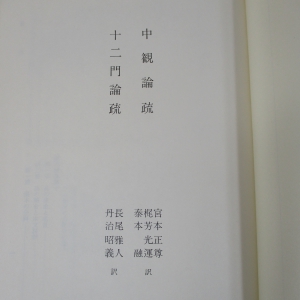 中観論疏
十二門論疏
宮本正尊
梶芳光運 訳
泰本融
長尾雅人
丹治昭義 訳